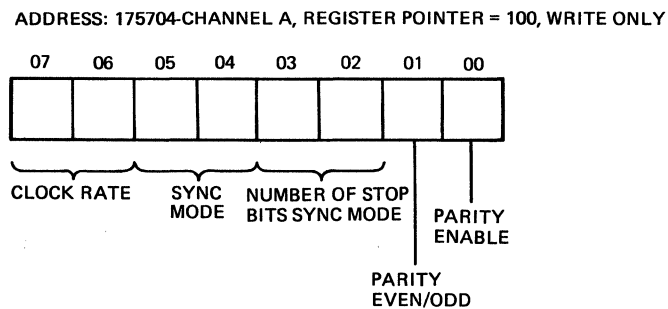 ADDRESS: 175704-CHANNEL A, REGISTER POINTER = 100, WRITE ONLY
07 06 05 04 03 02 01 00
CLOCK RATE
SYNC
MODE
NUMBER OF STOP
BITS SYNC MODE
PARITY
ENABLE
PARITY
EVEN/ODD